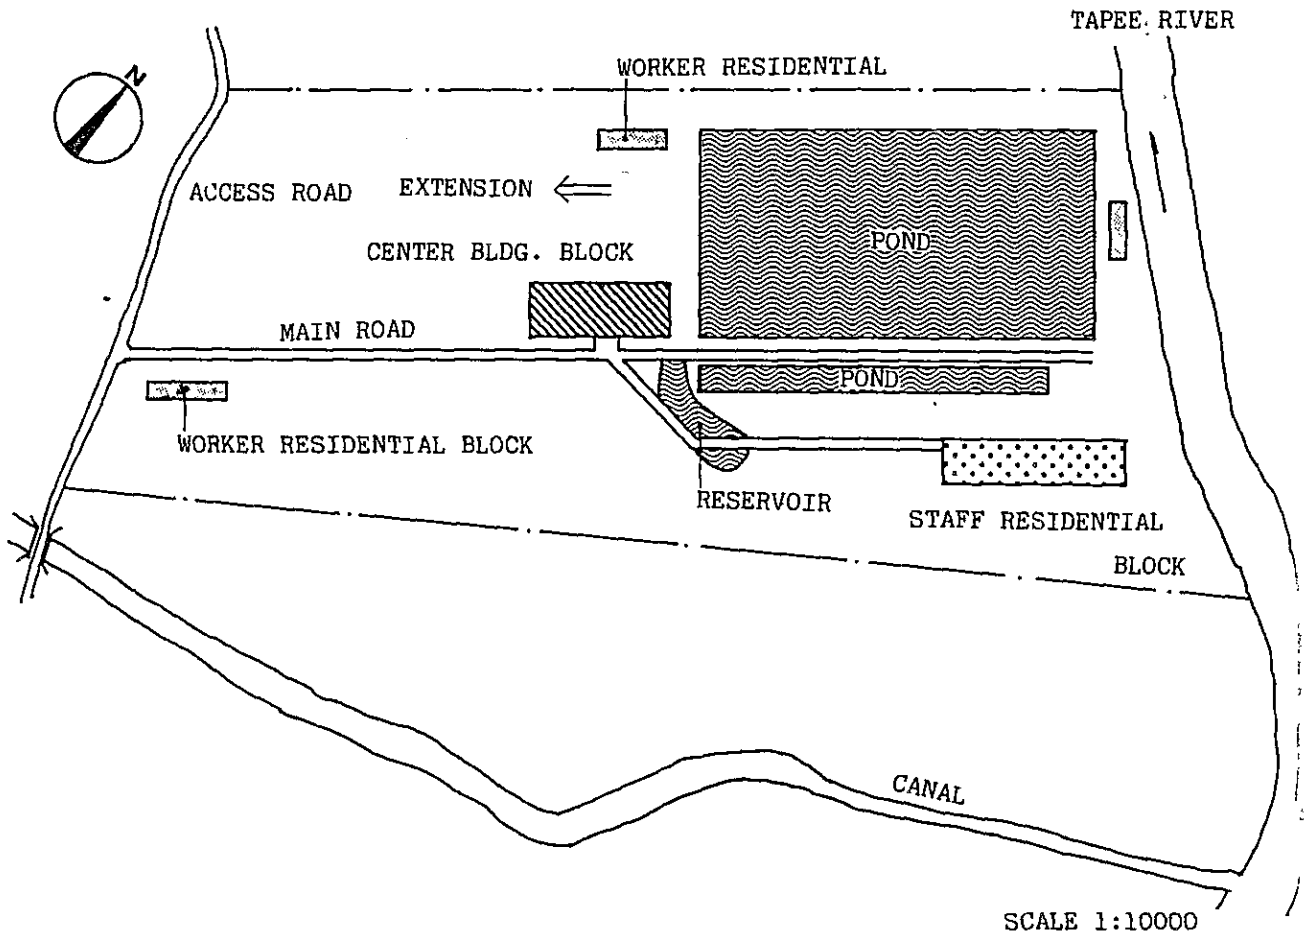 TAPEE RIVER
N
WORKER RESIDENTIAL
ACCESS ROAD
EXTENSION
POND
CENTER BLDG. BLOCK
MAIN ROAD
POND
WORKER RESIDENTIAL BLOCK
RESERVOIR
STAFF RESIDENTIAL
BLOCK
CANAL
SCALE 1:10000